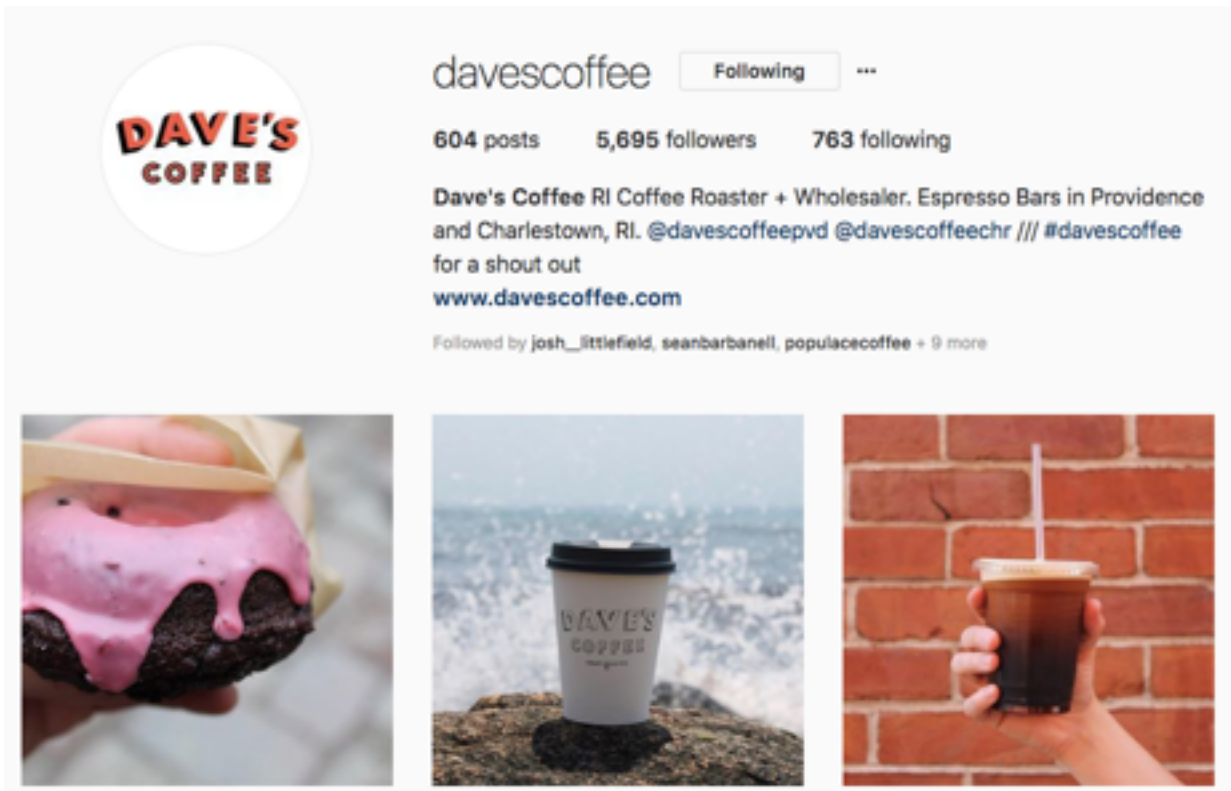 DAVE'S
COFFEE
davescoffee Following ...
604 posts 5,695 followers 763 following
Dave's Coffee RI Coffee Roaster + Wholesaler. Espresso Bars in Providence
and Charlestown, RI. @davescoffeepvd @davescoffeechr /// #davescoffee
for a shout out
www.davescoffee.com
Followed by josh__littlefield, seanbarbanell, populacecoffee + 9 more
DAVE'S
COFFEE